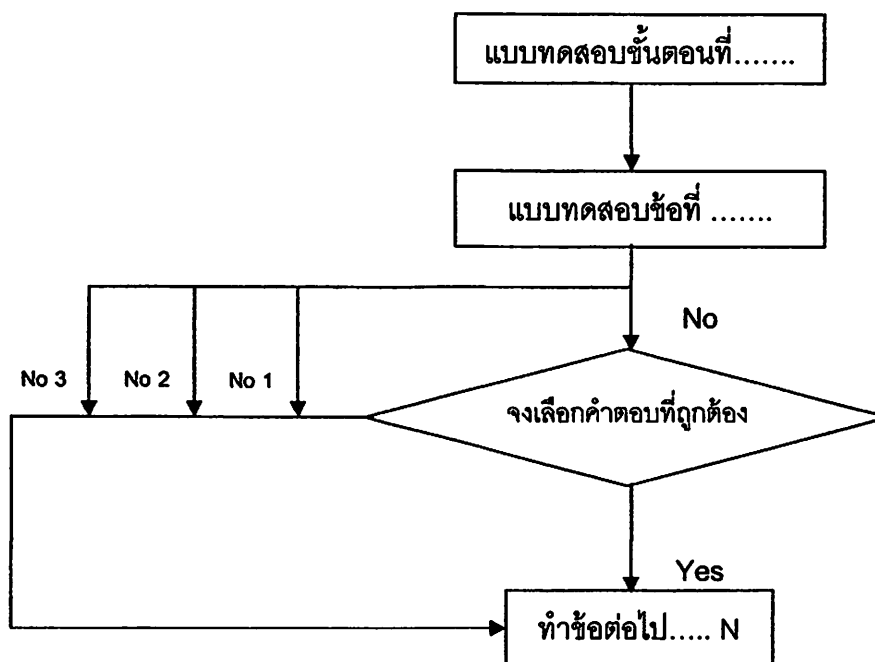 แบบทดสอบขั้นตอนที่…….
แบบทดสอบข้อที่ …….
No
No 3
No 2
No 1
จงเลือกคำตอบที่ถูกต้อง
Yes
ทำข้อต่อไป….. N